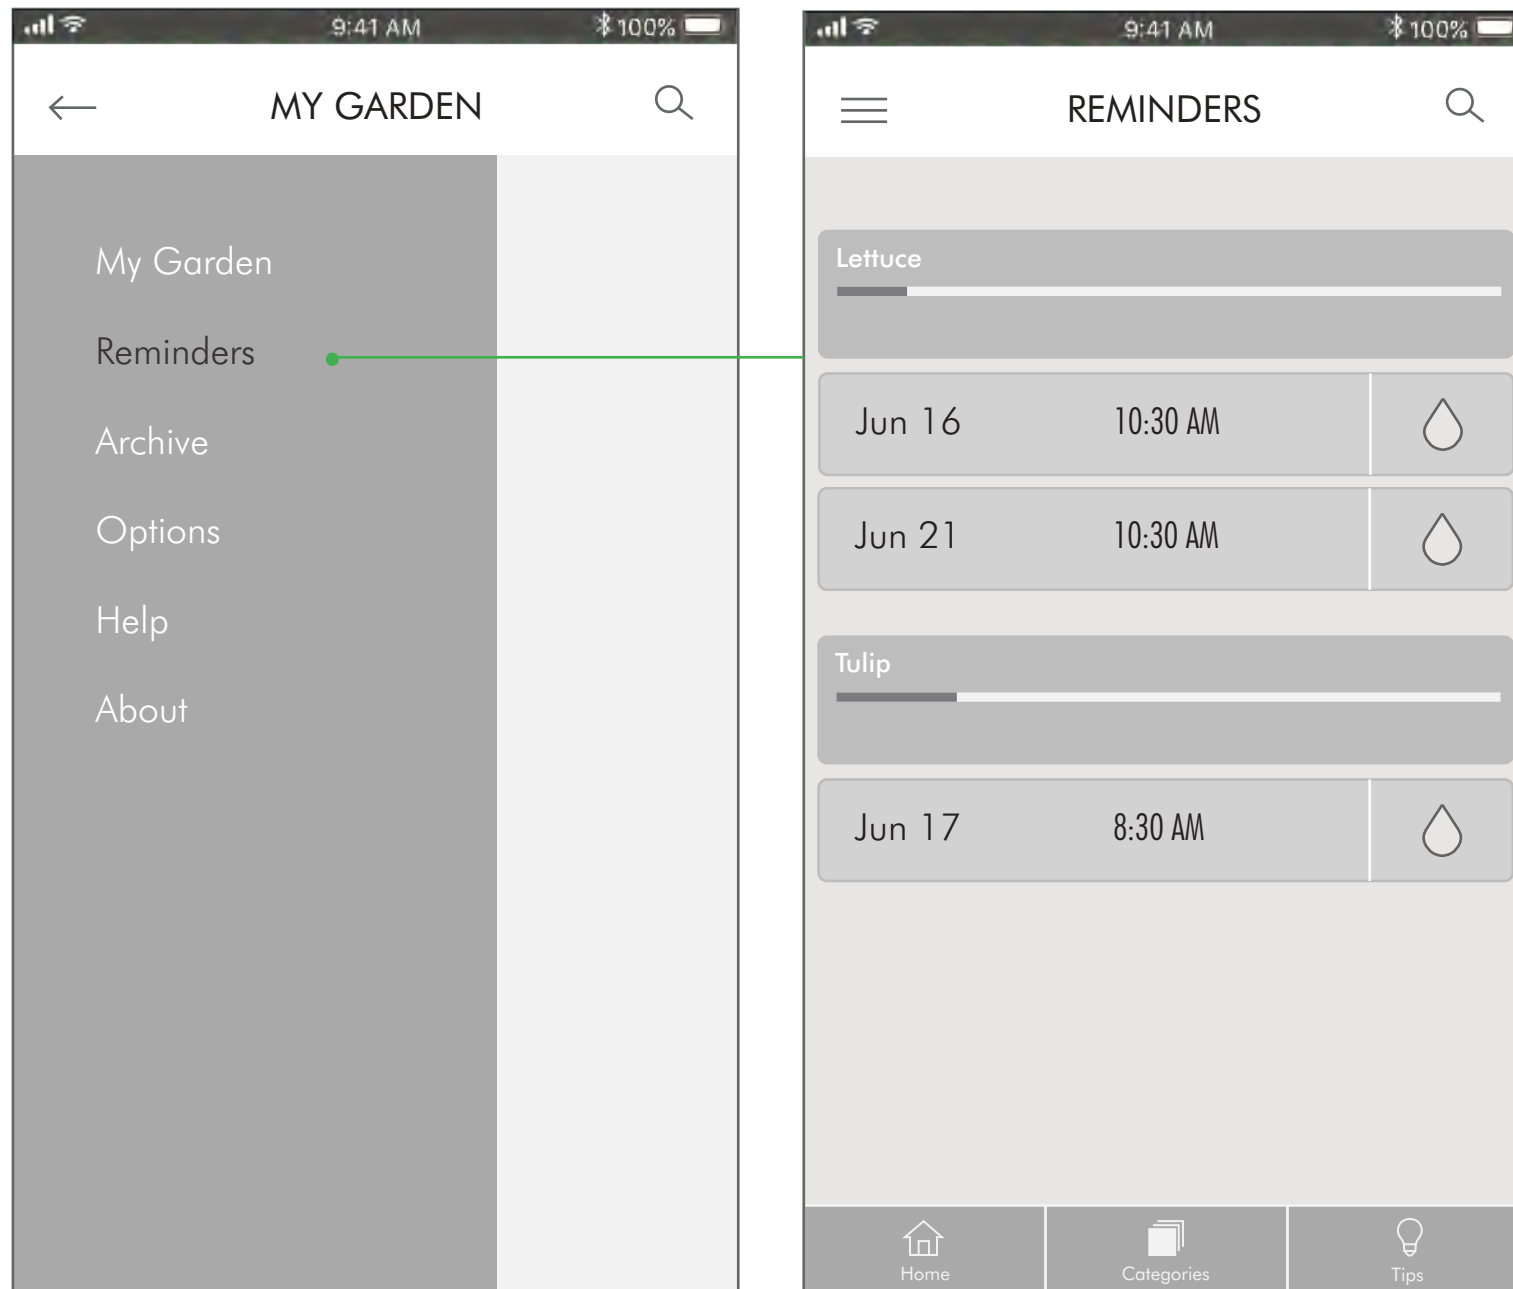 9:41 AM
100%
MY GARDEN
My Garden
Reminders
Archive
Options
Help
About
9:41 AM
100%
REMINDERS
Lettuce
Jun 16 10:30 AM
Jun 21 10:30 AM
Tulip
Jun 17 8:30 AM
Home
Categories
Tips